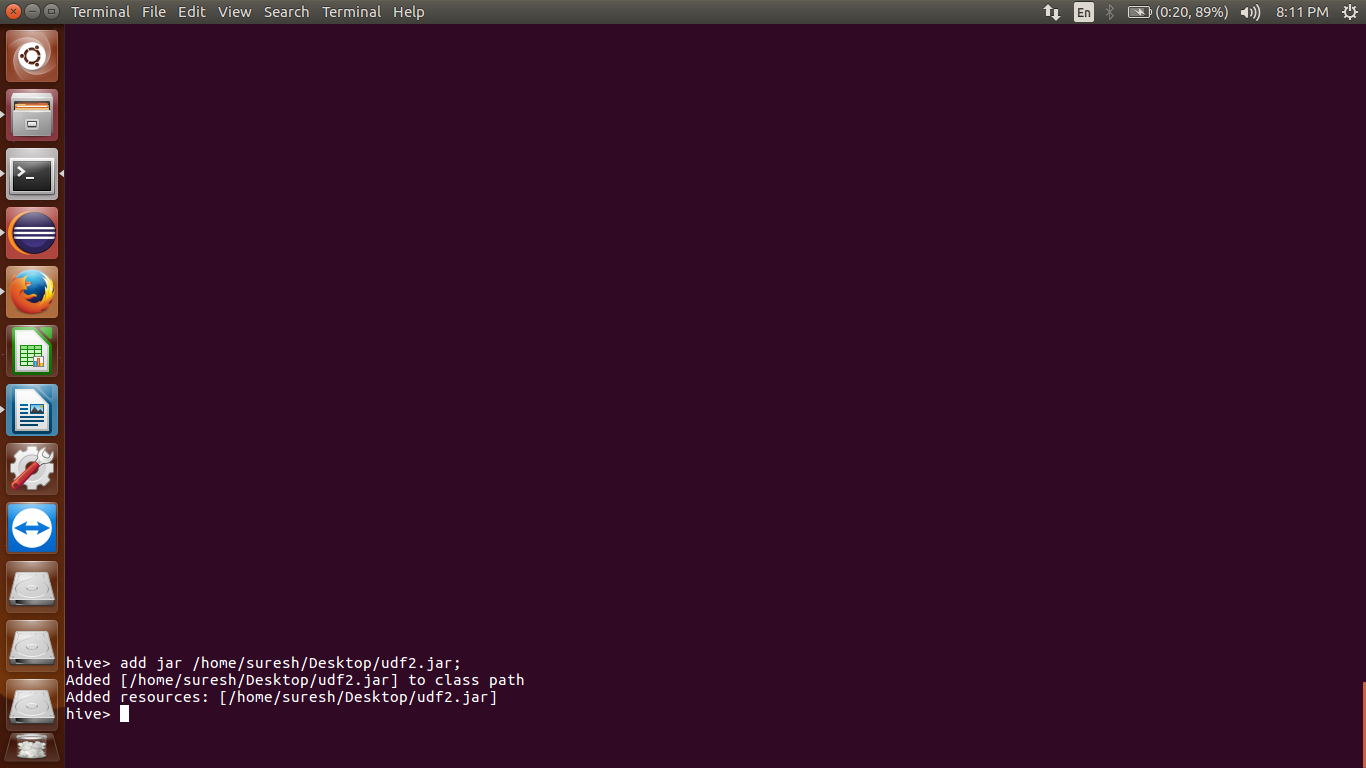 Terminal File Edit View Search Terminal Help En (0:20, 89%) 8:11 PM
hive> add jar /home/suresh/Desktop/udf2.jar;
Added [/home/suresh/Desktop/udf2.jar] to class path
Added resources: [/home/suresh/Desktop/udf2.jar]
hive>